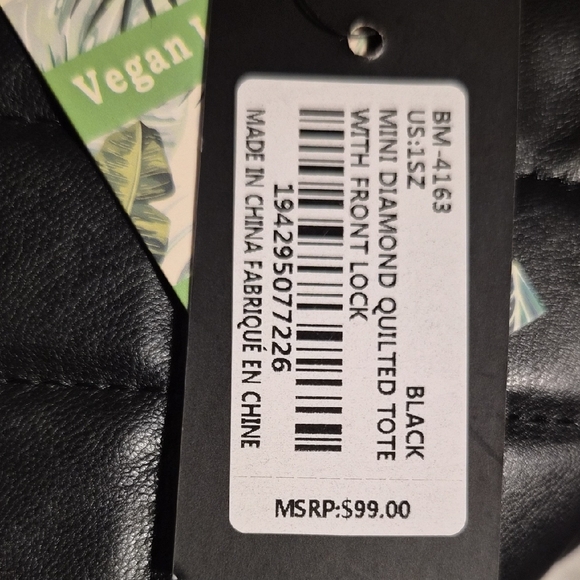 Vegan
BM-4163
US:1SZ BLACK
MINI DIAMOND QUILTED TOTE
WITH FRONT LOCK
194295077226
MADE IN CHINA FABRIQUÉ EN CHINE
MSRP:$99.00